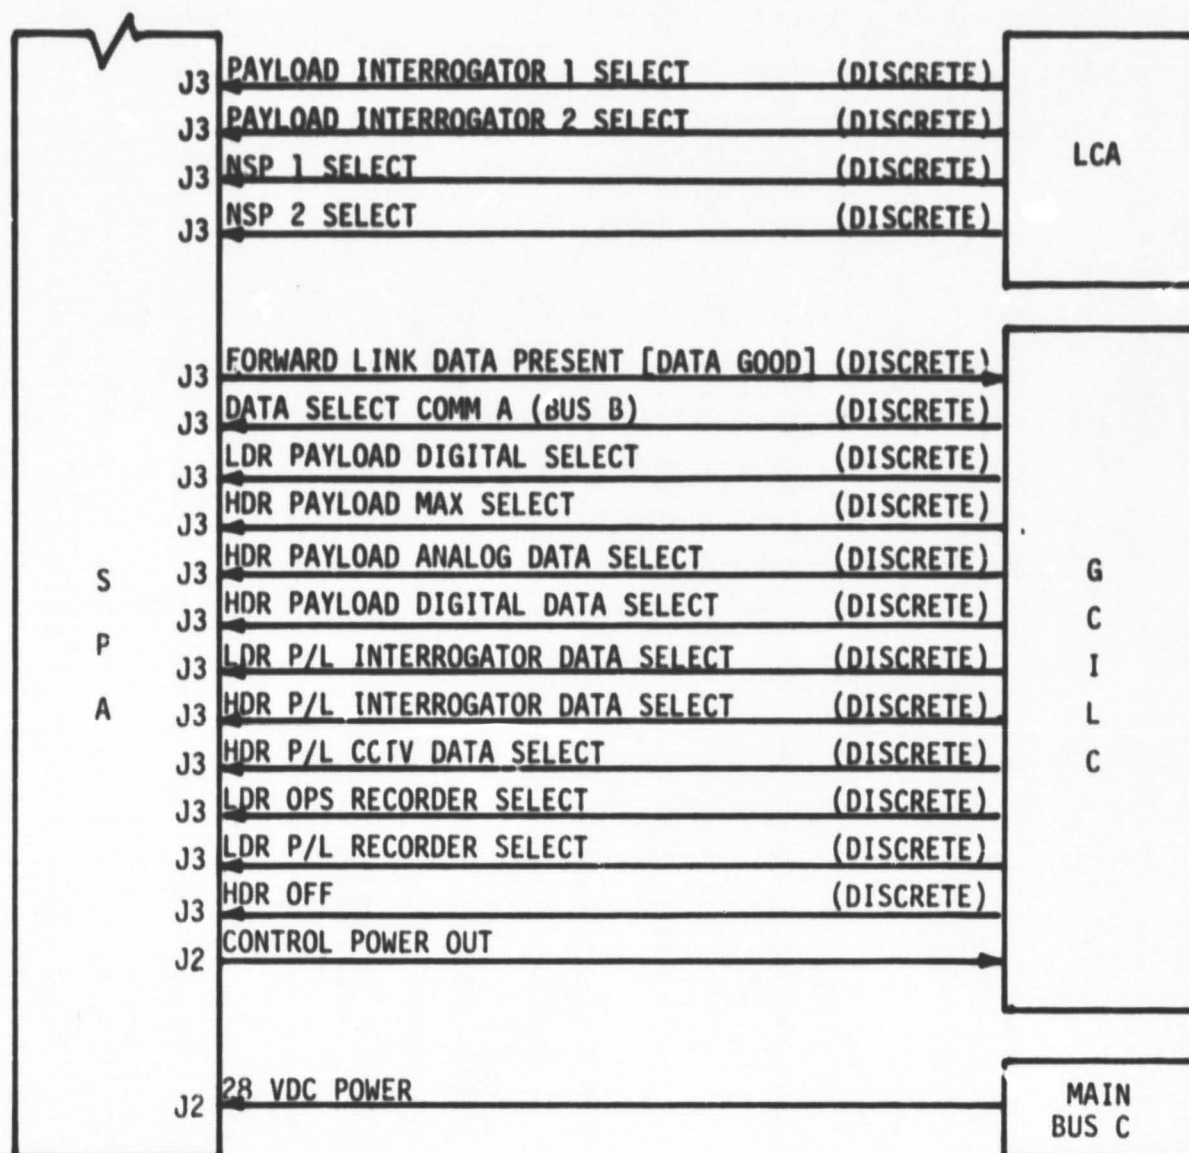 J3 PAYLOAD INTERROGATOR 1 SELECT (DISCRETE)
J3 PAYLOAD INTERROGATOR 2 SELECT (DISCRETE)
LCA
J3 NSP 1 SELECT (DISCRETE)
J3 NSP 2 SELECT (DISCRETE)
J3 FORWARD LINK DATA PRESENT [DATA GOOD] (DISCRETE)
J3 DATA SELECT COMM A (BUS B) (DISCRETE)
J3 LDR PAYLOAD DIGITAL SELECT (DISCRETE)
J3 HDR PAYLOAD MAX SELECT (DISCRETE)
J3 HDR PAYLOAD ANALOG DATA SELECT (DISCRETE)
J3 HDR PAYLOAD DIGITAL DATA SELECT (DISCRETE)
J3 LDR P/L INTERROGATOR DATA SELECT (DISCRETE)
J3 HDR P/L INTERROGATOR DATA SELECT (DISCRETE)
J3 HDR P/L CCTV DATA SELECT (DISCRETE)
J3 LDR OPS RECORDER SELECT (DISCRETE)
J3 LDR P/L RECORDER SELECT (DISCRETE)
J3 HDR OFF (DISCRETE)
J2 CONTROL POWER OUT
SPA
GCILC
J2 28 VDC POWER
MAIN
BUS C